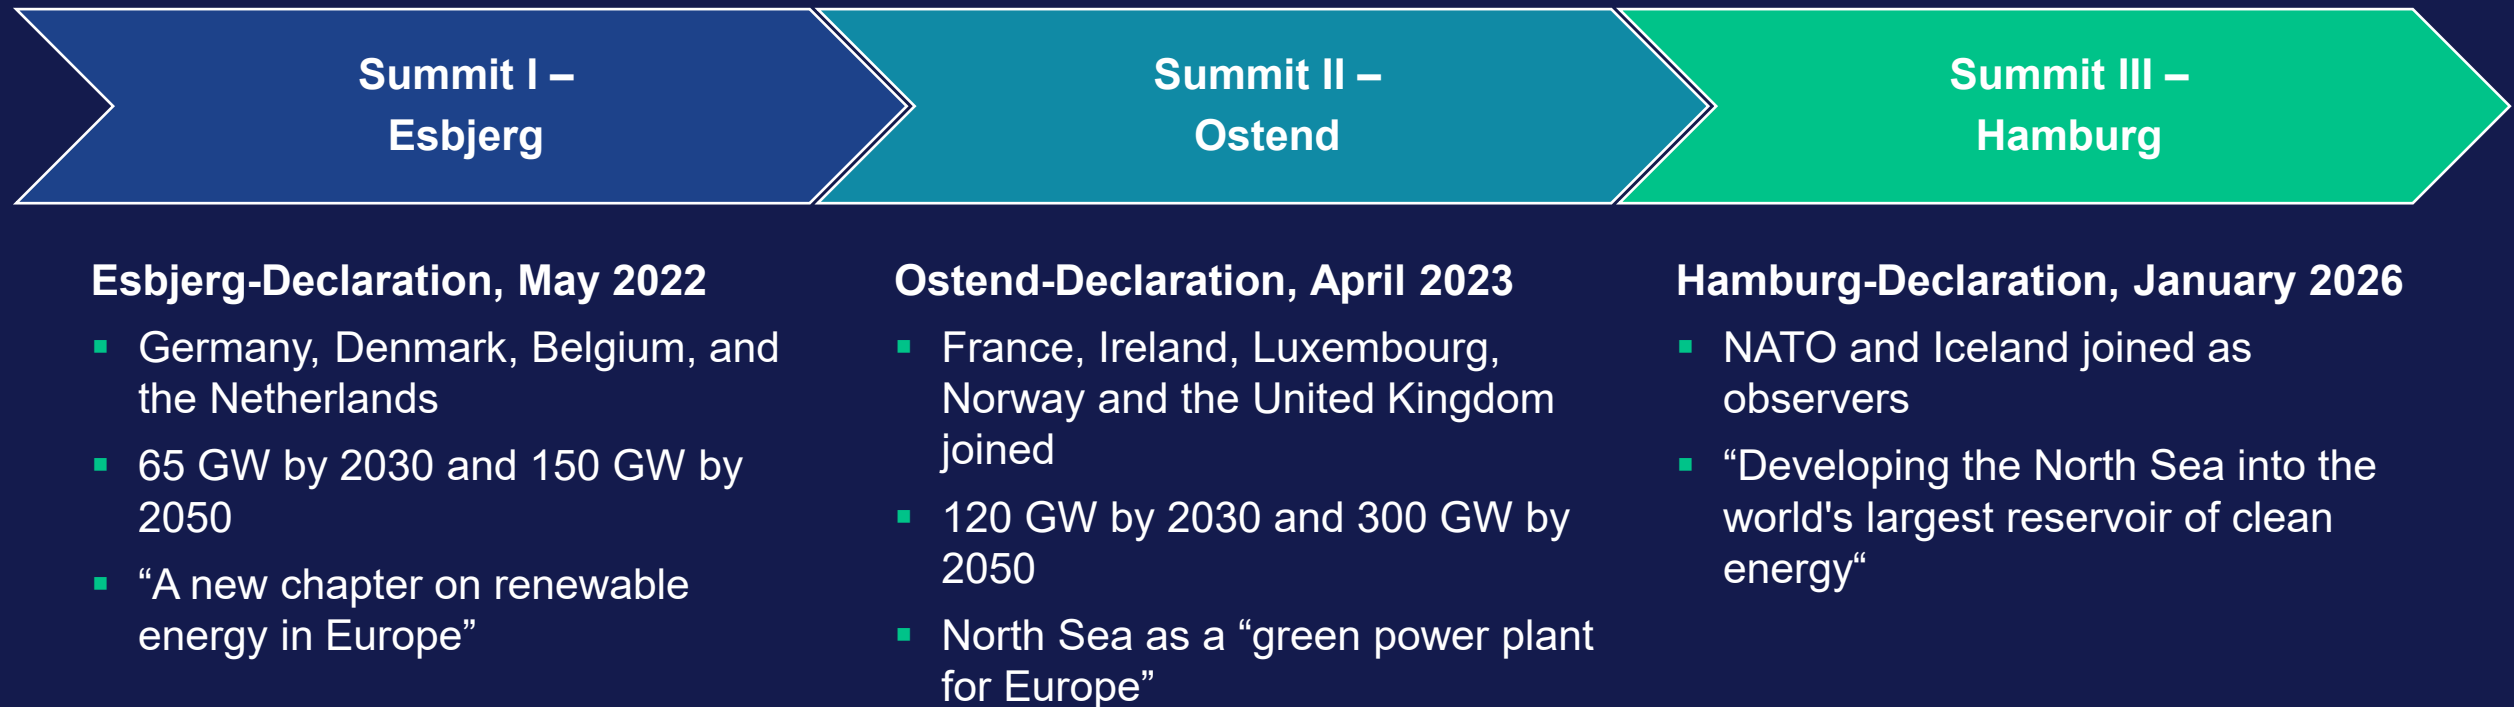 Summit I –
Esbjerg
Summit II –
Ostend
Summit III –
Hamburg
Esbjerg-Declaration, May 2022
▪ Germany, Denmark, Belgium, and
the Netherlands
▪ 65 GW by 2030 and 150 GW by
2050
▪ “A new chapter on renewable
energy in Europe”
Ostend-Declaration, April 2023
▪ France, Ireland, Luxembourg,
Norway and the United Kingdom
joined
▪ 120 GW by 2030 and 300 GW by
2050
▪ North Sea as a “green power plant
for Europe”
Hamburg-Declaration, January 2026
▪ NATO and Iceland joined as
observers
▪ “Developing the North Sea into the
world's largest reservoir of clean
energy“